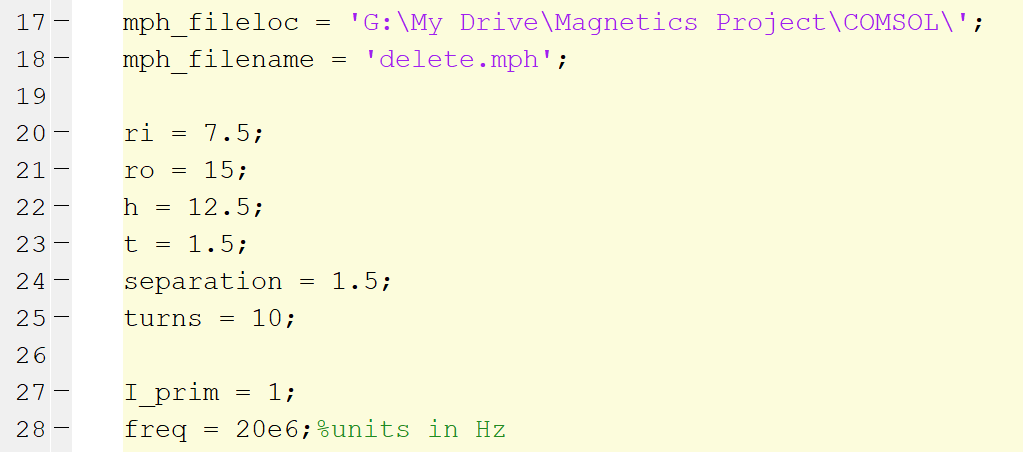 17 - mph_fileloc = 'G:\My Drive\Magnetics Project\COMSOL\';
18 - mph_filename = 'delete.mph';
19
20 - ri = 7.5;
21 - ro = 15;
22 - h = 12.5;
23 - t = 1.5;
24 - separation = 1.5;
25 - turns = 10;
26
27 - I_prim = 1;
28 - freq = 20e6;%units in Hz